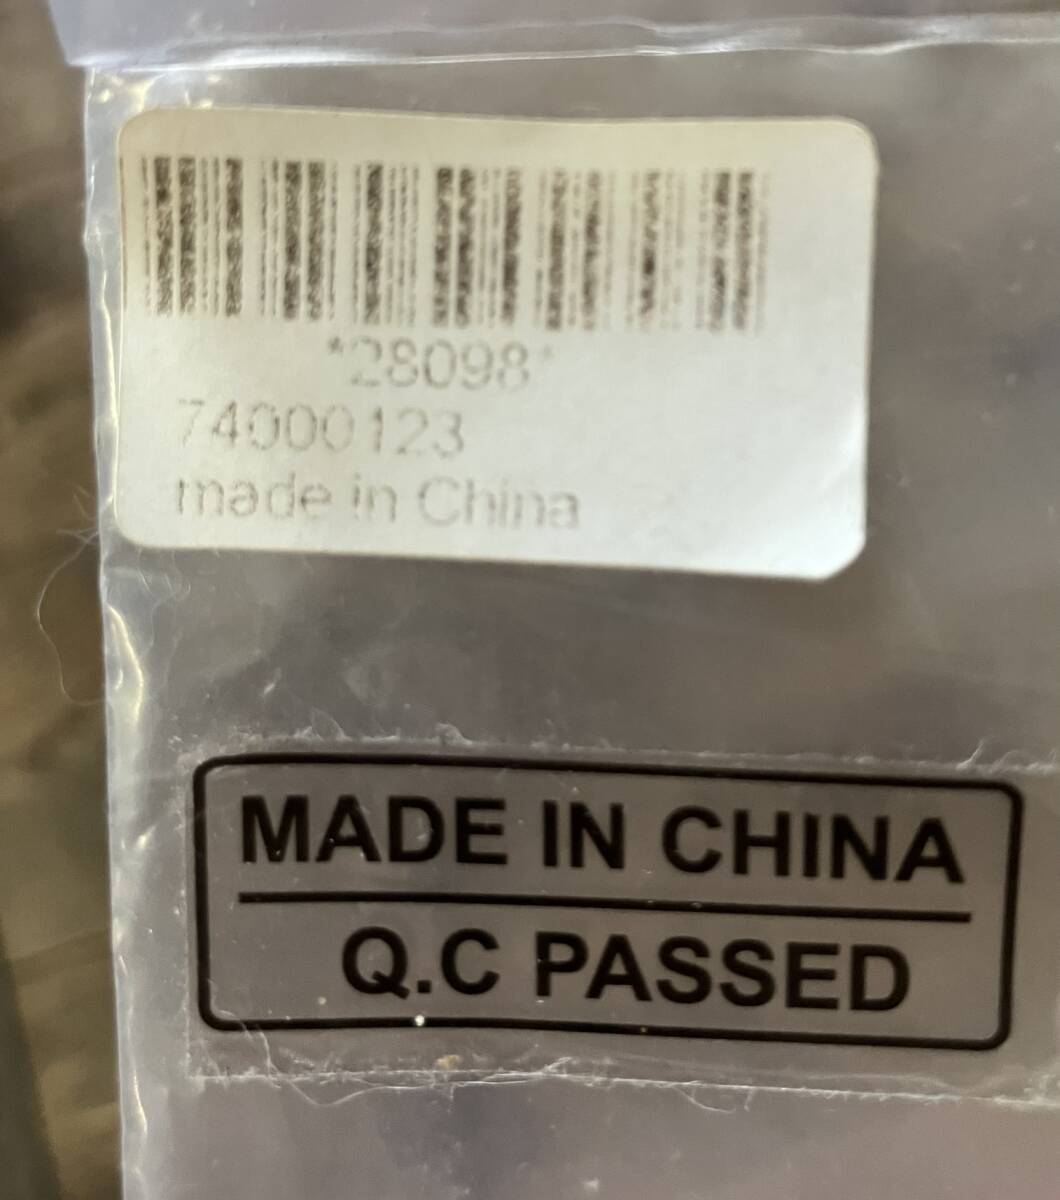 *28098*
74000123
made in China
MADE IN CHINA
Q.C PASSED